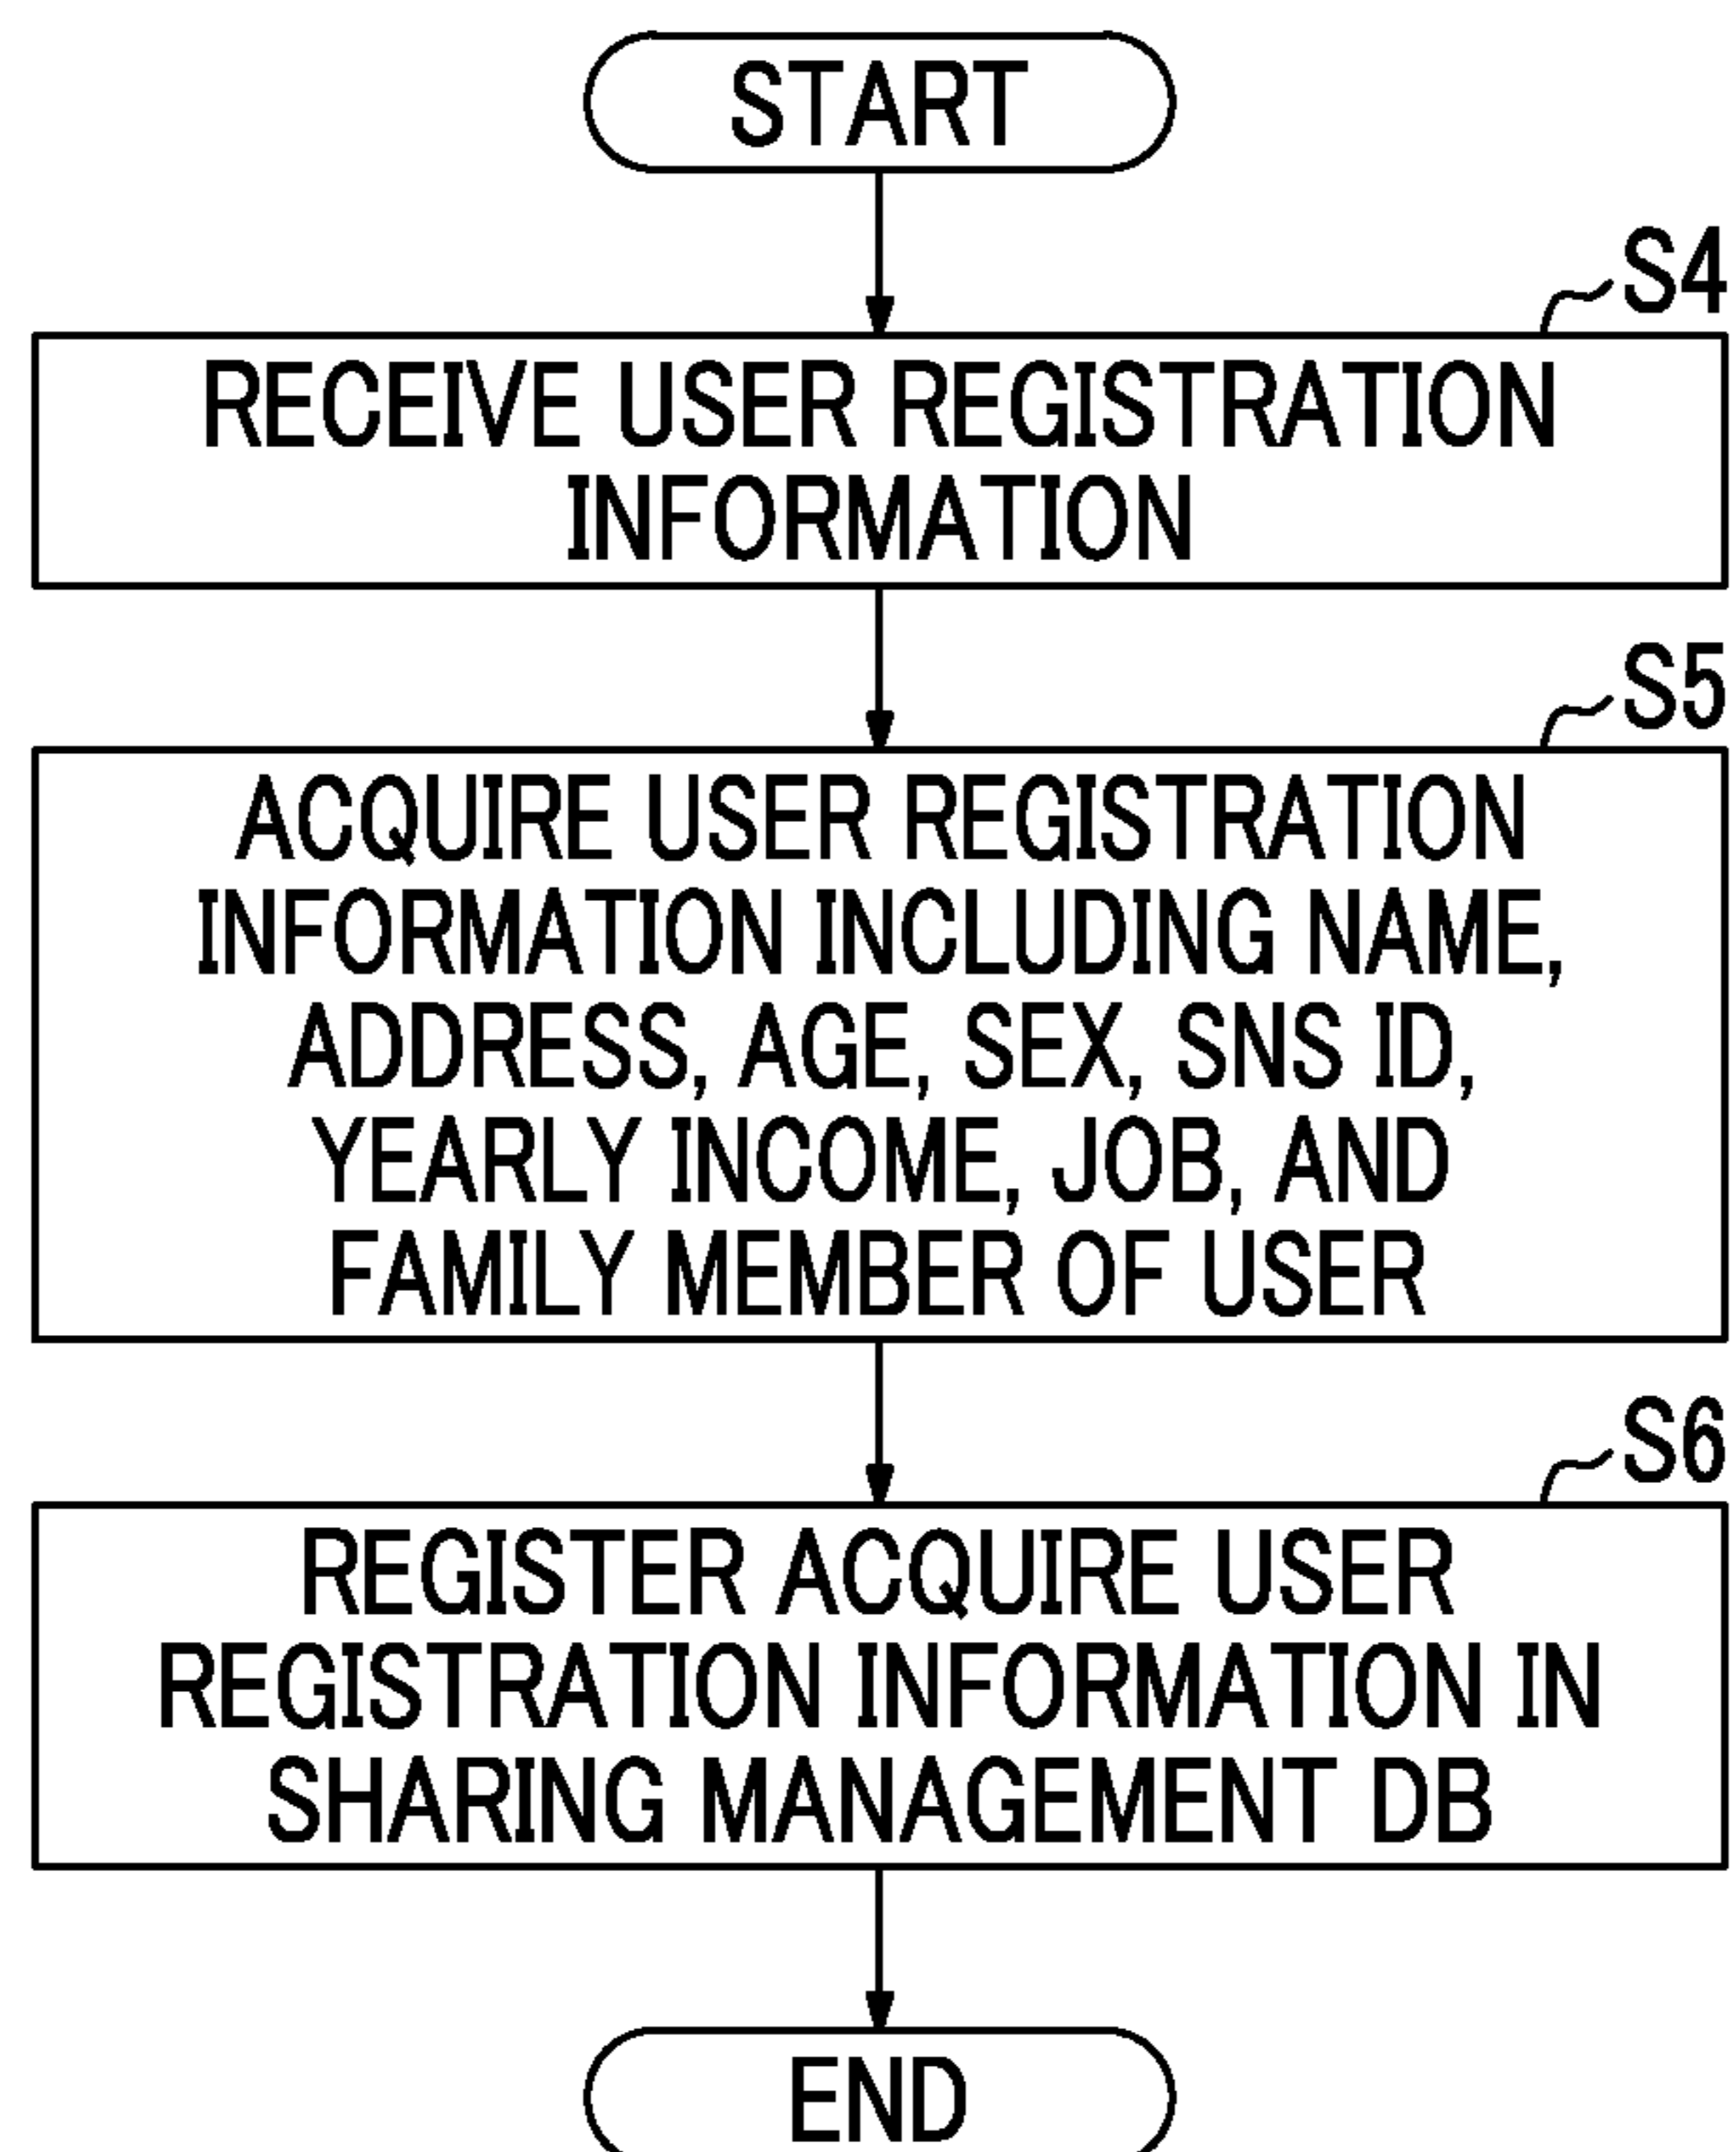 START
S4
RECEIVE USER REGISTRATION
INFORMATION
S5
ACQUIRE USER REGISTRATION
INFORMATION INCLUDING NAME,
ADDRESS, AGE, SEX, SNS ID,
YEARLY INCOME, JOB, AND
FAMILY MEMBER OF USER
S6
REGISTER ACQUIRE USER
REGISTRATION INFORMATION IN
SHARING MANAGEMENT DB
END